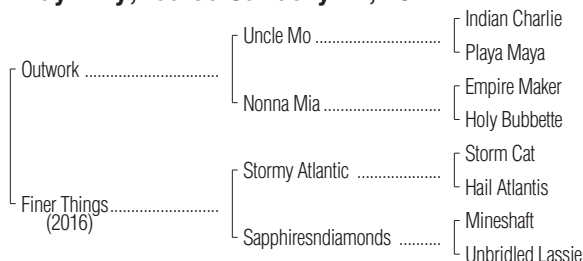 Indian Charlie
Uncle Mo ..................
Playa Maya
Outwork ......................................
Empire Maker
Nonna Mia .................................
Holy Bubbette
Storm Cat
Stormy Atlantic .......................
Hail Atlantis
Finer Things...............................
(2016)
Mineshaft
Sapphiresndiamonds ..........
Unbridled Lassie